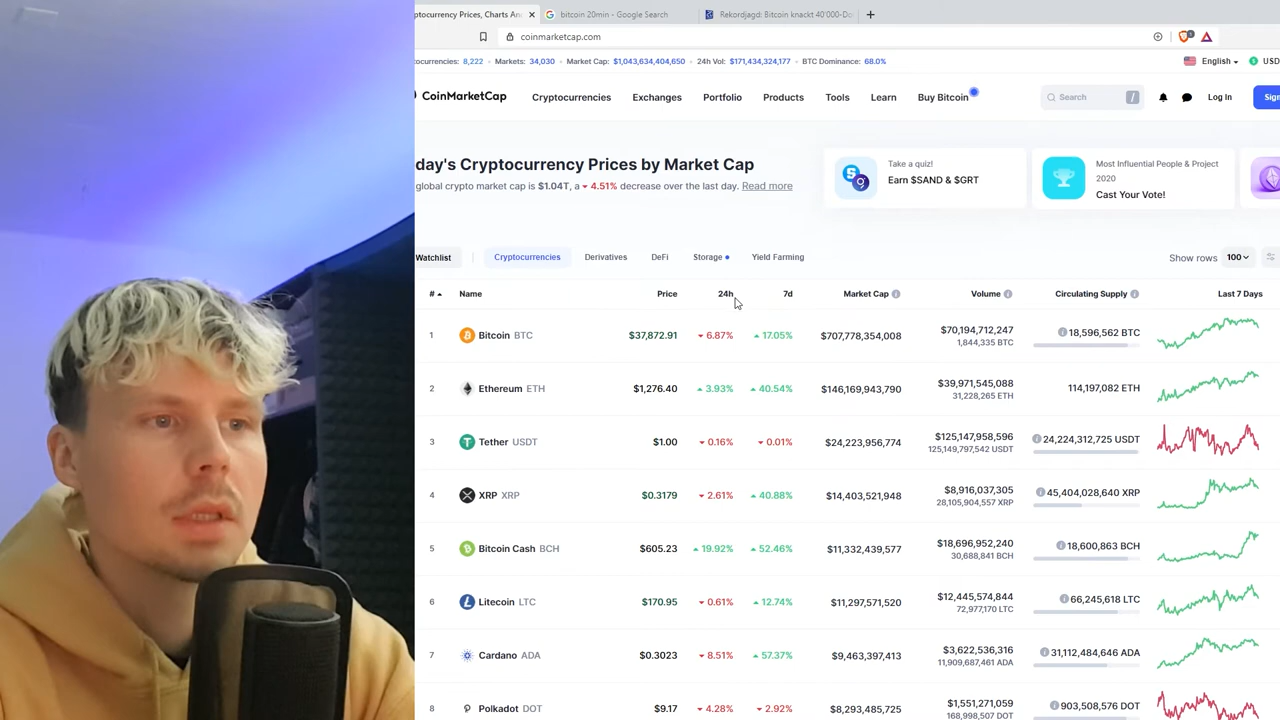 ptocurrency Prices, Charts An
bitcoin 20min - Google Search
Rekordjagd: Bitcoin knackt 40'000-Do
coinmarketcap.com
tocurrencies: 8,222 • Markets: 34,030 • Market Cap: $1,043,634,404,650 • 24h Vol: $171,434,324,177 • BTC Dominance: 68.0%
English
USD
CoinMarketCap
Cryptocurrencies Exchanges Portfolio Products Tools Learn Buy Bitcoin
Search /
Log In
Sign
day's Cryptocurrency Prices by Market Cap
global crypto market cap is $1.04T, a 4.51% decrease over the last day. Read more
Take a quiz!
Earn $SAND & $GRT
Most Influential People & Project
2020
Cast Your Vote!
Watchlist Cryptocurrencies Derivatives DeFi Storage Yield Farming
Show rows 100
# Name Price 24h 7d Market Cap Volume Circulating Supply Last 7 Days
1 Bitcoin BTC $37,872.91 6.87% 17.05% $707,778,354,008 $70,194,712,247 18,596,562 BTC
1,844,335 BTC
2 Ethereum ETH $1,276.40 3.93% 40.54% $146,169,943,790 $39,971,545,088 114,197,082 ETH
31,228,265 ETH
3 Tether USDT $1.00 0.16% 0.01% $24,223,956,774 $125,147,958,596 24,224,312,725 USDT
125,149,797,542 USDT
4 XRP XRP $0.3179 2.61% 40.88% $14,403,521,948 $8,916,037,305 45,404,028,640 XRP
28,105,904,557 XRP
5 Bitcoin Cash BCH $605.23 19.92% 52.46% $11,332,439,577 $18,696,952,240 18,600,863 BCH
30,688,841 BCH
6 Litecoin LTC $170.95 0.61% 12.74% $11,297,571,520 $12,445,574,844 66,245,618 LTC
72,977,170 LTC
7 Cardano ADA $0.3023 8.51% 57.37% $9,463,397,413 $3,622,536,316 31,112,484,646 ADA
11,909,687,461 ADA
8 Polkadot DOT $9.17 4.28% 2.92% $8,293,485,725 $1,551,271,059 903,508,576 DOT
168,998,507 DOT